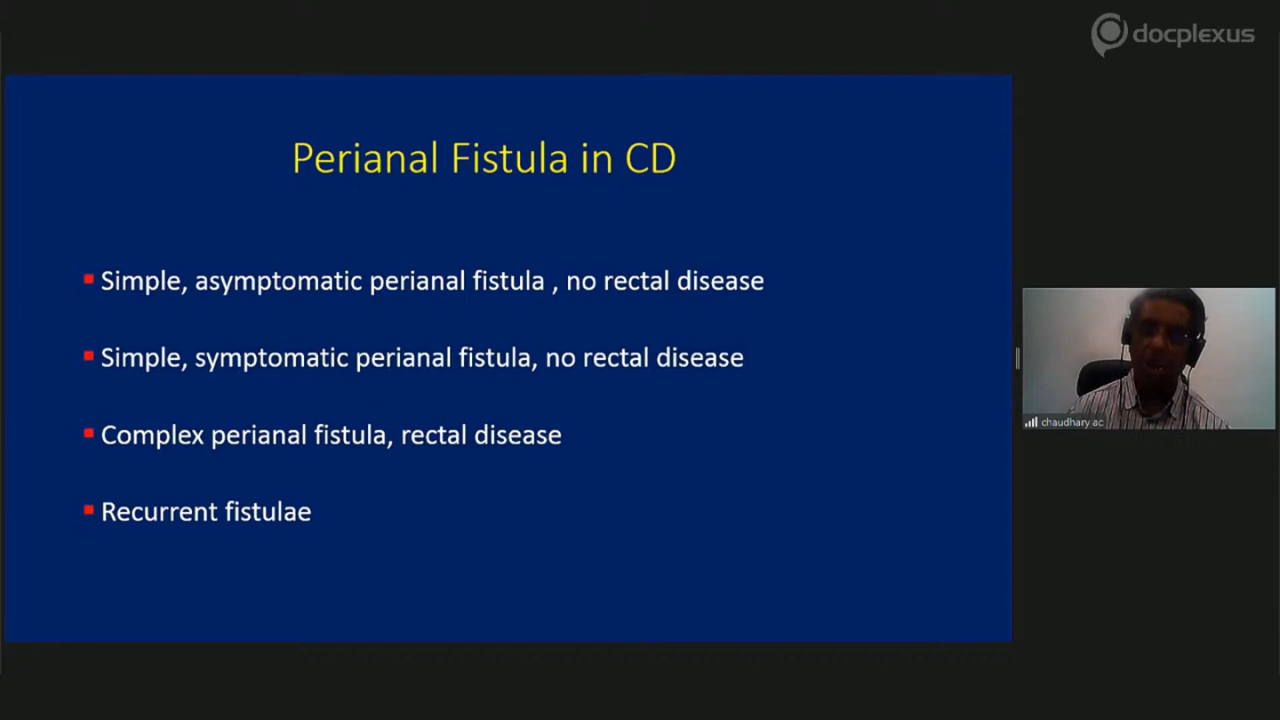 docplexus
Perianal Fistula in CD
Simple, asymptomatic perianal fistula , no rectal disease
Simple, symptomatic perianal fistula, no rectal disease
Complex perianal fistula, rectal disease
Recurrent fistulae
chaudhary ac